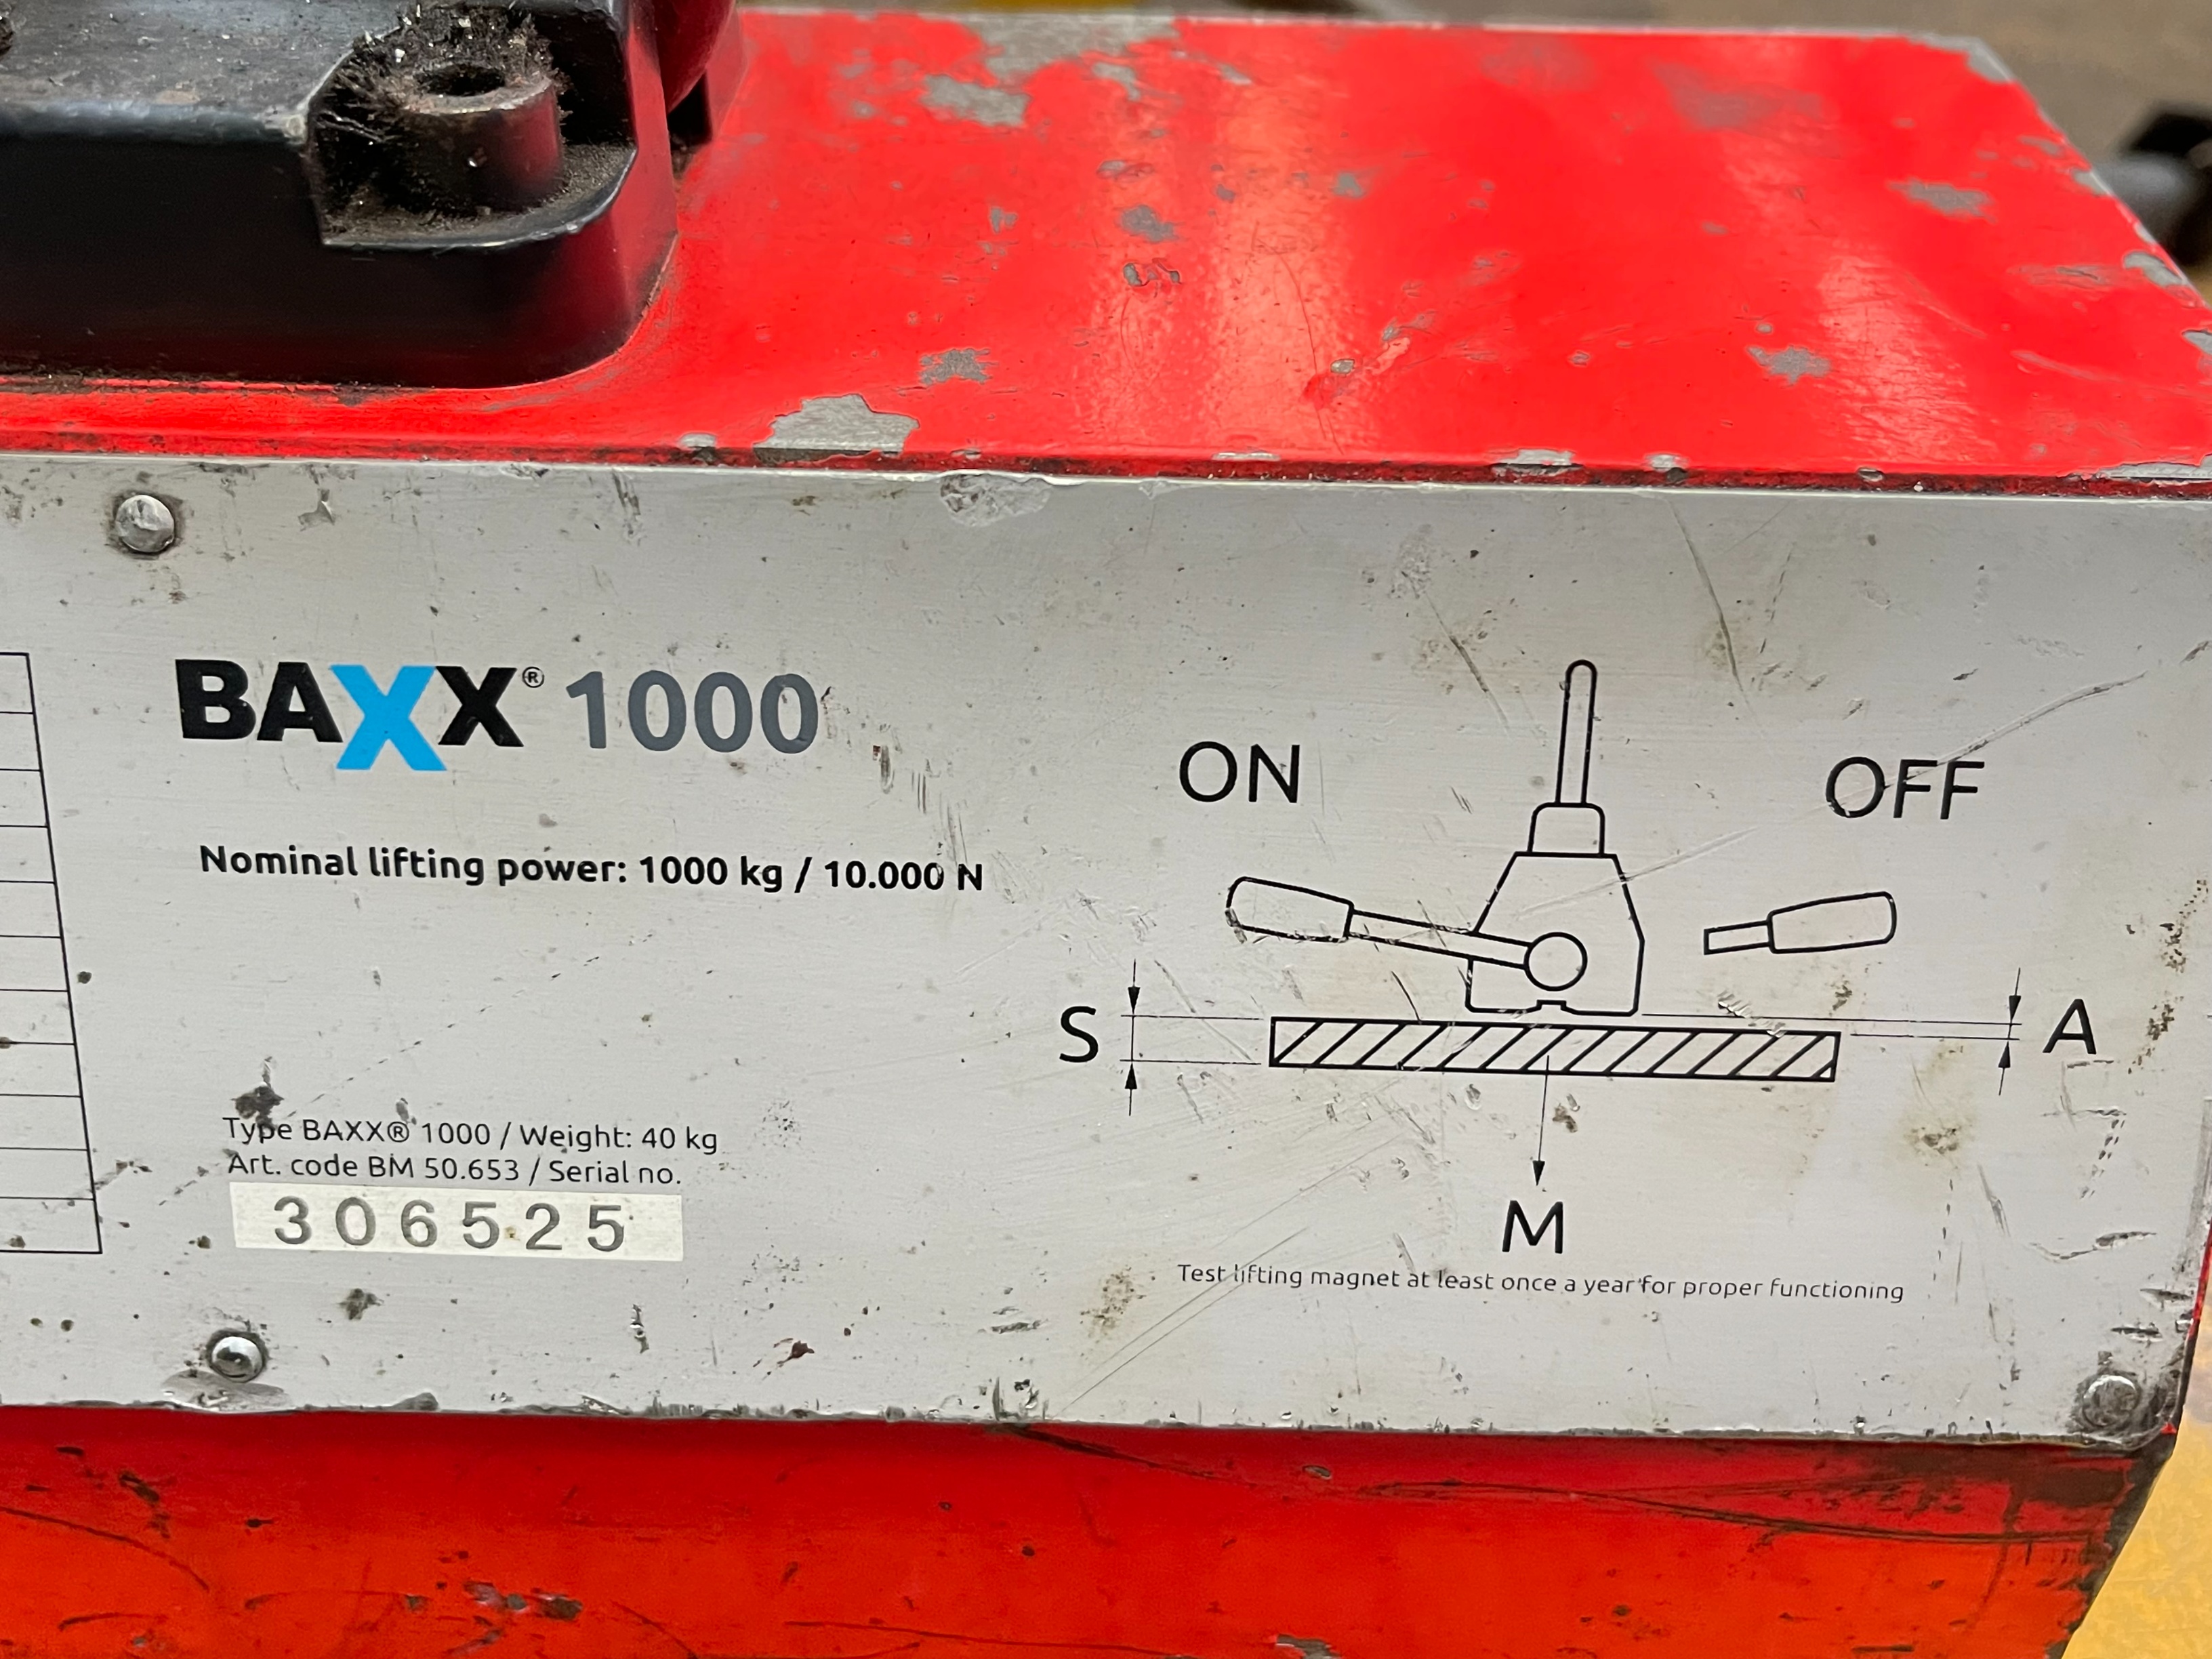 BAXX® 1000
Nominal lifting power: 1000 kg / 10.000 N
Type BAXX® 1000 / Weight: 40 kg
Art. code BM 50.653 / Serial no.
306525
ON
OFF
S
A
M
Test lifting magnet at least once a year for proper functioning